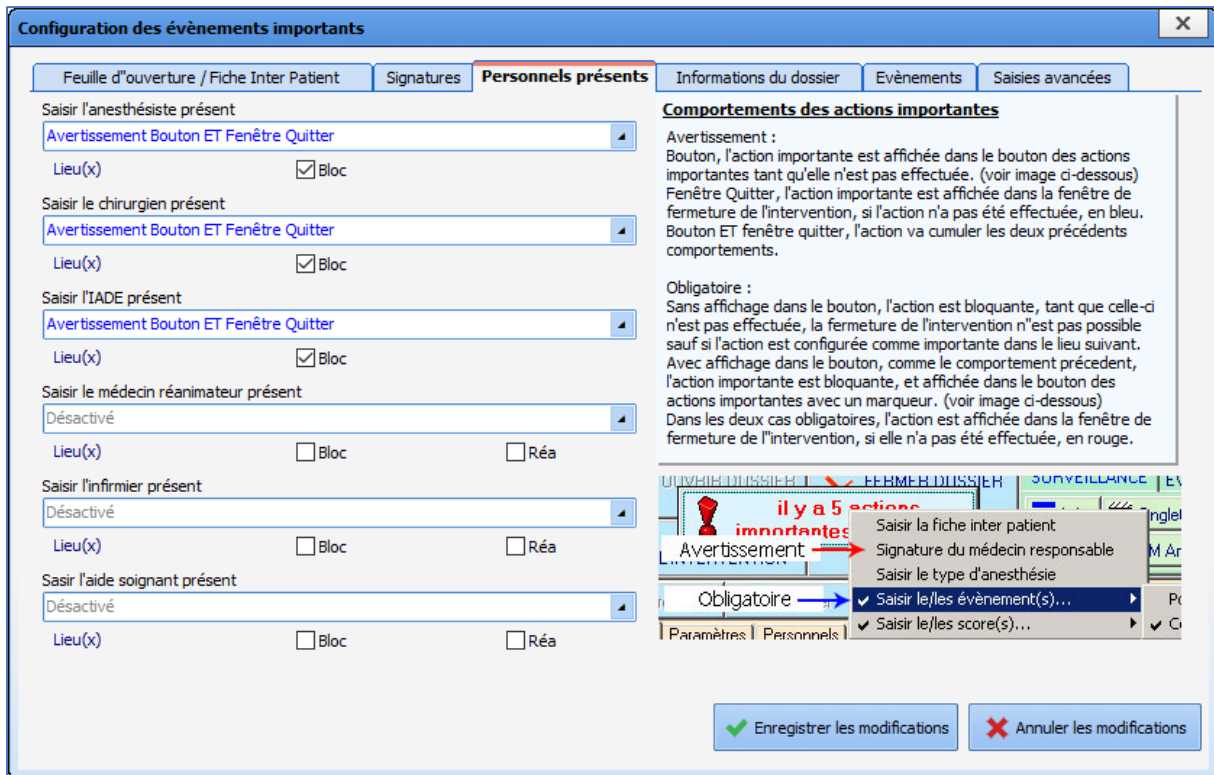 Configuration des évènements importants
Feuille d"ouverture / Fiche Inter Patient
Signatures
Personnels présents
Informations du dossier
Evènements
Saisies avancées
Saisir l'anesthésiste présent
Avertissement Bouton ET Fenêtre Quitter
Lieu(x) Bloc
Saisir le chirurgien présent
Avertissement Bouton ET Fenêtre Quitter
Lieu(x) Bloc
Saisir l'IADE présent
Avertissement Bouton ET Fenêtre Quitter
Lieu(x) Bloc
Saisir le médecin réanimateur présent
Désactivé
Lieu(x) Bloc Réa
Saisir l'infirmier présent
Désactivé
Lieu(x) Bloc Réa
Sasir l'aide soignant présent
Désactivé
Lieu(x) Bloc Réa
Comportements des actions importantes
Avertissement :
Bouton, l'action importante est affichée dans le bouton des actions
importantes tant qu'elle n'est pas effectuée. (voir image ci-dessous)
Fenêtre Quitter, l'action importante est affichée dans la fenêtre de
fermeture de l'intervention, si l'action n'a pas été effectuée, en bleu.
Bouton ET fenêtre quitter, l'action va cumuler les deux précédents
comportements.
Obligatoire :
Sans affichage dans le bouton, l'action est bloquante, tant que celle-ci
n'est pas effectuée, la fermeture de l'intervention n"est pas possible
sauf si l'action est configurée comme importante dans le lieu suivant.
Avec affichage dans le bouton, comme le comportement précedent,
l'action importante est bloquante, et affichée dans le bouton des
actions importantes avec un marqueur. (voir image ci-dessous)
Dans les deux cas obligatoires, l'action est affichée dans la fenêtre de
fermeture de l"intervention, si elle n'a pas été effectuée, en rouge.
OUVRIR DOSSIER FERMER DOSSIER SURVEILLANCE
il y a 5 actions
importantes
Saisir la fiche inter patient
Avertissement Signature du médecin responsable
Saisir le type d'anesthésie
Obligatoire Saisir le/les évènement(s)...
Paramètres Personnels Saisir le/les score(s)...
Enregistrer les modifications
Annuler les modifications